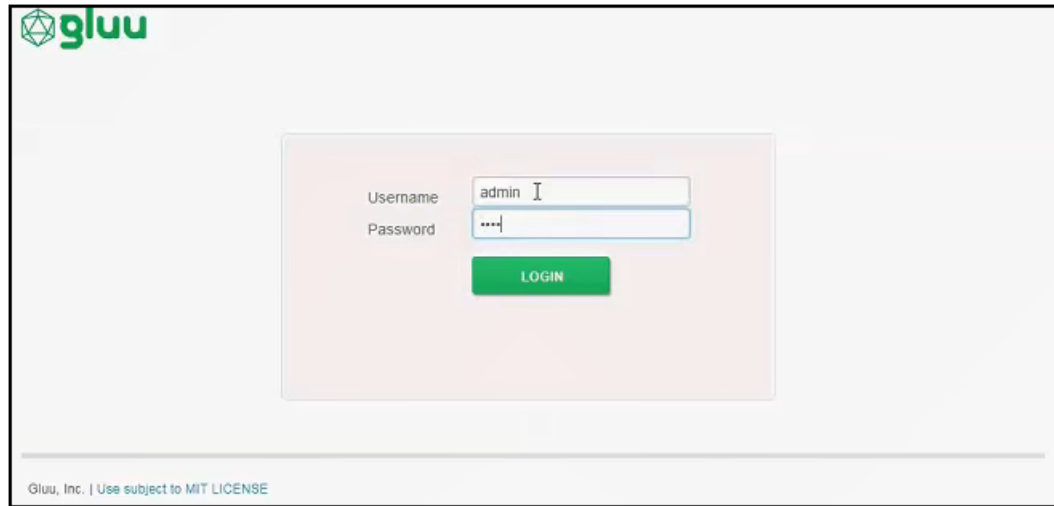 gluu
Username admin
Password ••••
LOGIN
Gluu, Inc. | Use subject to MIT LICENSE